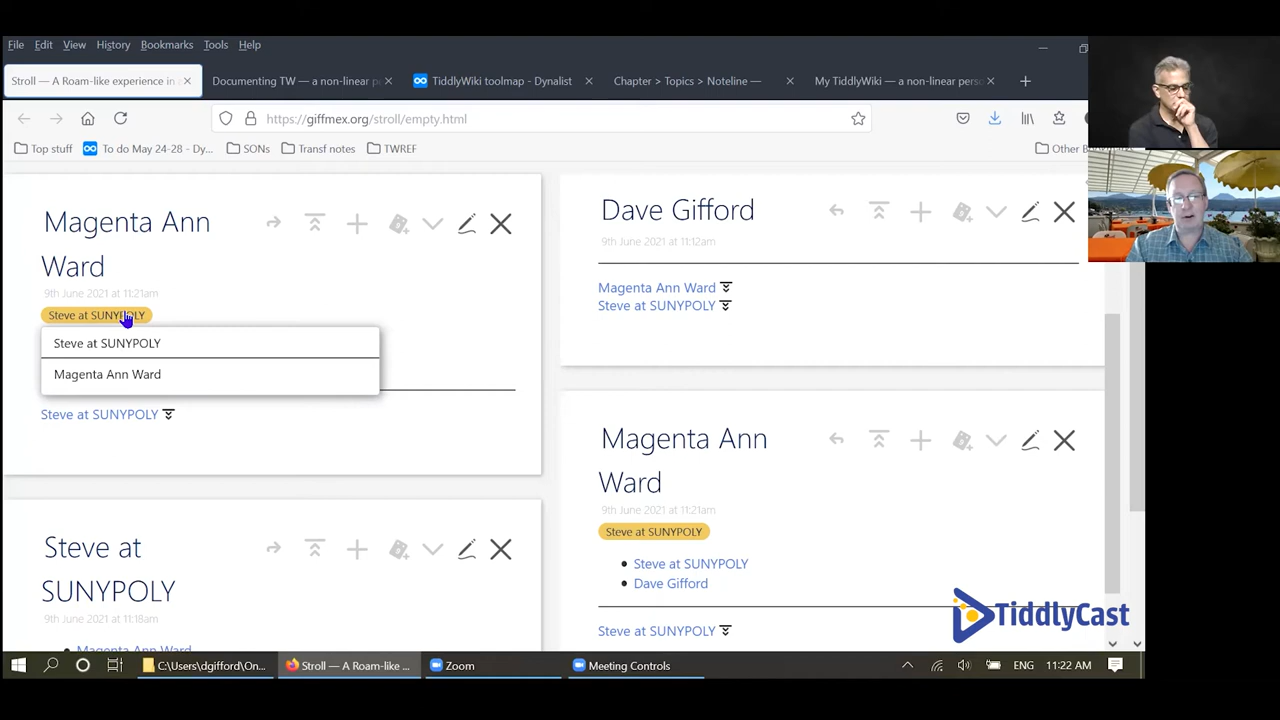 File Edit View History Bookmarks Tools Help
Stroll — A Roam-like experience in
Documenting TW — a non-linear pe
TiddlyWiki toolmap - Dynalist
Chapter > Topics > Noteline —
My TiddlyWiki — a non-linear perso
https://giffmex.org/stroll/empty.html
Top stuff
To do May 24-28 - Dy...
SONs
Transf notes
TWREF
Other Bookmarks
Magenta Ann
Ward
9th June 2021 at 11:21am
Steve at SUNYPOLY
Steve at SUNYPOLY
Magenta Ann Ward
Steve at SUNYPOLY
Steve at
SUNYPOLY
9th June 2021 at 11:18am
Magenta Ann Ward
Dave Gifford
9th June 2021 at 11:12am
Magenta Ann Ward
Steve at SUNYPOLY
Magenta Ann
Ward
9th June 2021 at 11:21am
Steve at SUNYPOLY
Steve at SUNYPOLY
Dave Gifford
Steve at SUNYPOLY
TiddlyCast
C:\Users\dgifford\On...
Stroll — A Roam-like ...
Zoom
Meeting Controls
ENG
11:22 AM